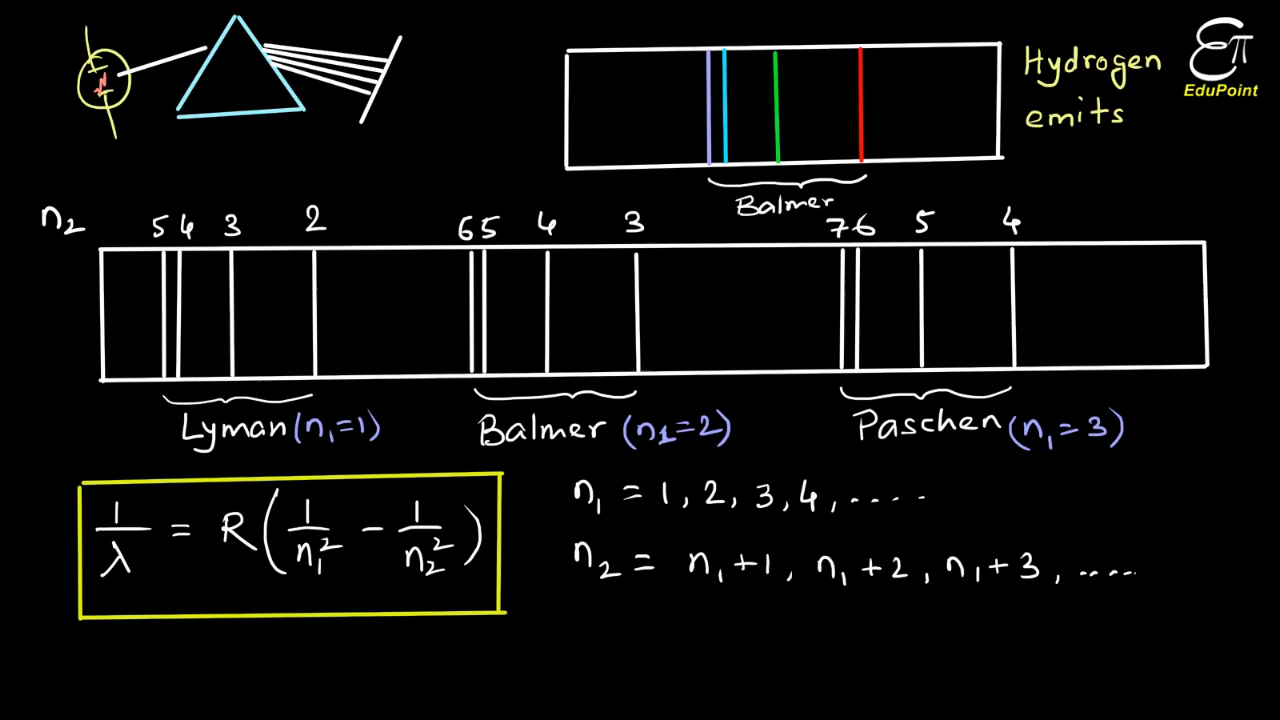 Hydrogen
emits
επ
EduPoint
Balmer
n₂ 5 4 3 2 6 5 4 3 7 6 5 4
Lyman (n₁=1) Balmer (n1=2) Paschen (n₁=3)
1/λ = R(1/n₁² − 1/n₂²)
n₁ = 1, 2, 3, 4, ....
n₂ = n₁+1, n₁+2, n₁+3, .....